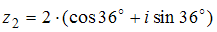 z₂ = 2 · (cos 36° + i sin 36°)